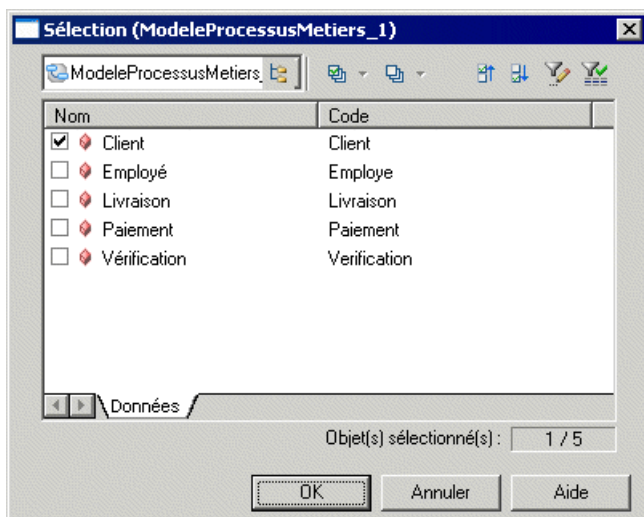 Sélection (ModeleProcessusMetiers_1)
ModeleProcessusMetiers_
Nom Code
Client Client
Employé Employe
Livraison Livraison
Paiement Paiement
Vérification Verification
Données
Objet(s) sélectionné(s) : 1 / 5
OK Annuler Aide